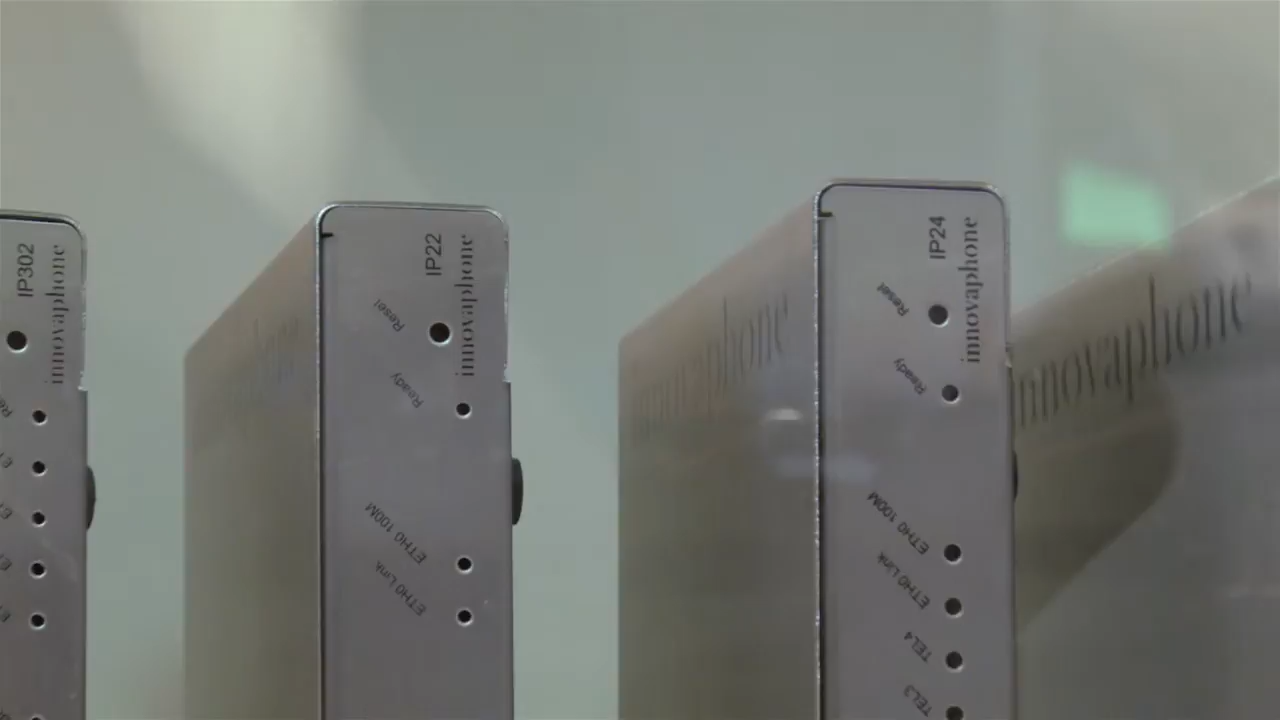 IP302
innovaphone
IP22
innovaphone
Reset
Ready
ETH0 100M
ETH0 Link
innovaphone
IP24
innovaphone
Reset
Ready
ETH0 100M
ETH0 Link
TEL4
TEL3
innovaphone